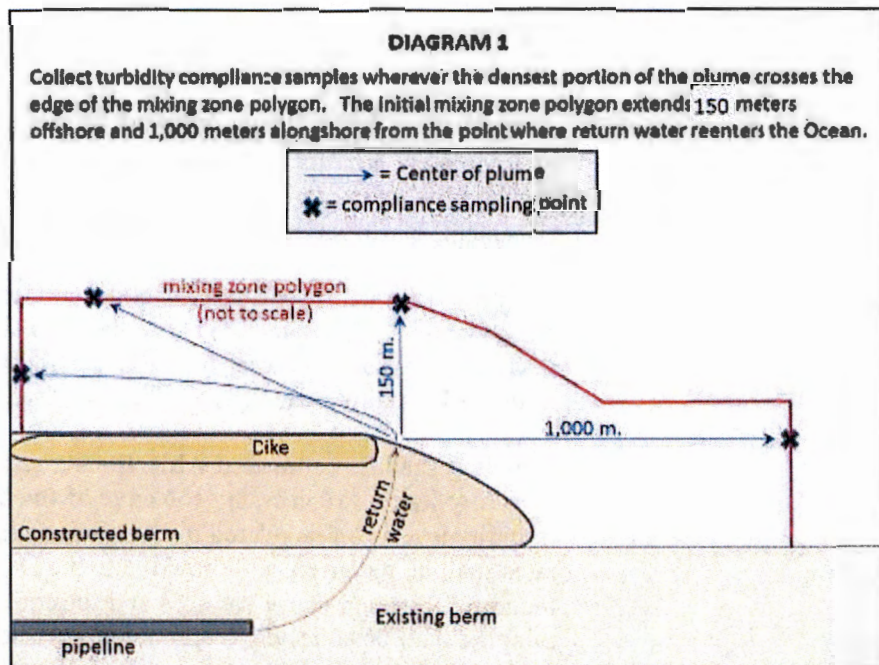 DIAGRAM 1
Collect turbidity compliance samples wherever the densest portion of the plume crosses the
edge of the mixing zone polygon. The initial mixing zone polygon extends 150 meters
offshore and 1,000 meters alongshore from the point where return water reenters the Ocean.
= Center of plume
= compliance sampling point
mixing zone polygon
(not to scale)
150 m.
1,000 m.
Dike
return
water
Constructed berm
Existing berm
pipeline